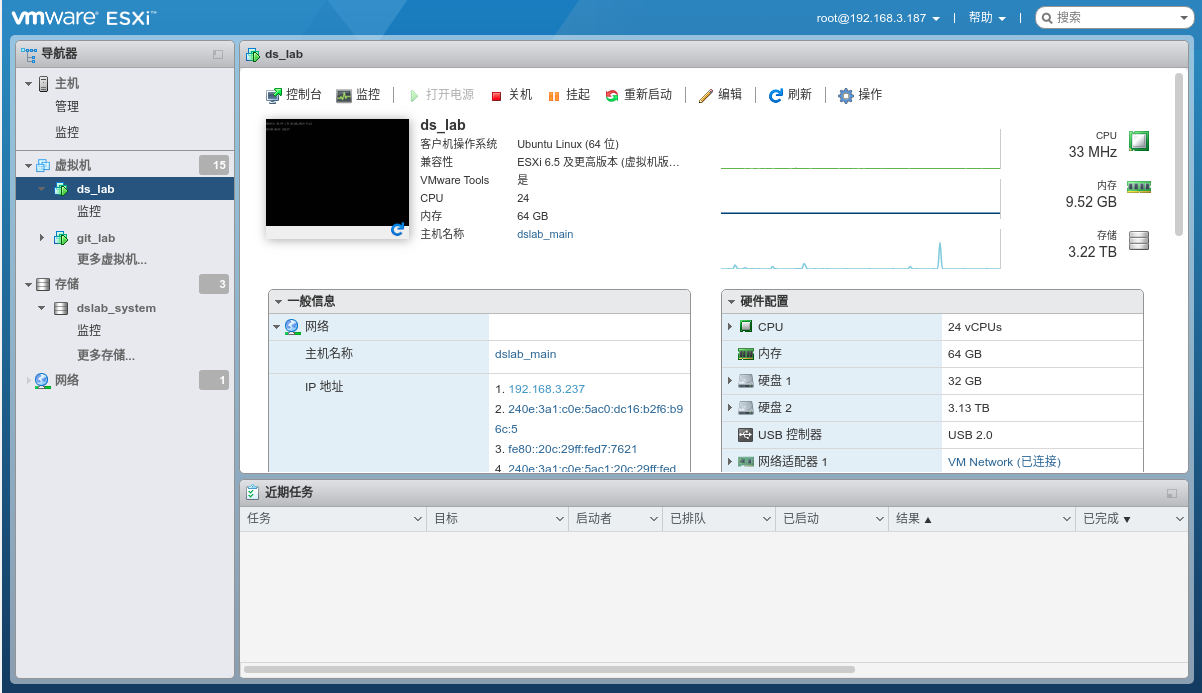 vmware ESXi™
root@192.168.3.187
帮助
搜索
导航器
主机
管理
监控
虚拟机 15
ds_lab
监控
git_lab
更多虚拟机...
存储 3
dslab_system
监控
更多存储...
网络 1
ds_lab
控制台 监控 打开电源 关机 挂起 重新启动 编辑 刷新 操作
ds_lab
客户机操作系统 Ubuntu Linux (64 位)
兼容性 ESXi 6.5 及更高版本 (虚拟机版…
VMware Tools 是
CPU 24
内存 64 GB
主机名称 dslab_main
CPU
33 MHz
内存
9.52 GB
存储
3.22 TB
一般信息
网络
主机名称 dslab_main
IP 地址 1. 192.168.3.237
2. 240e:3a1:c0e:5ac0:dc16:b2f6:b9
6c:5
3. fe80::20c:29ff:fed7:7621
4. 240e:3a1:c0e:5ac1:20c:29ff:fed
硬件配置
CPU 24 vCPUs
内存 64 GB
硬盘 1 32 GB
硬盘 2 3.13 TB
USB 控制器 USB 2.0
网络适配器 1 VM Network (已连接)
近期任务
任务 目标 启动者 已排队 已启动 结果 ▲ 已完成 ▼